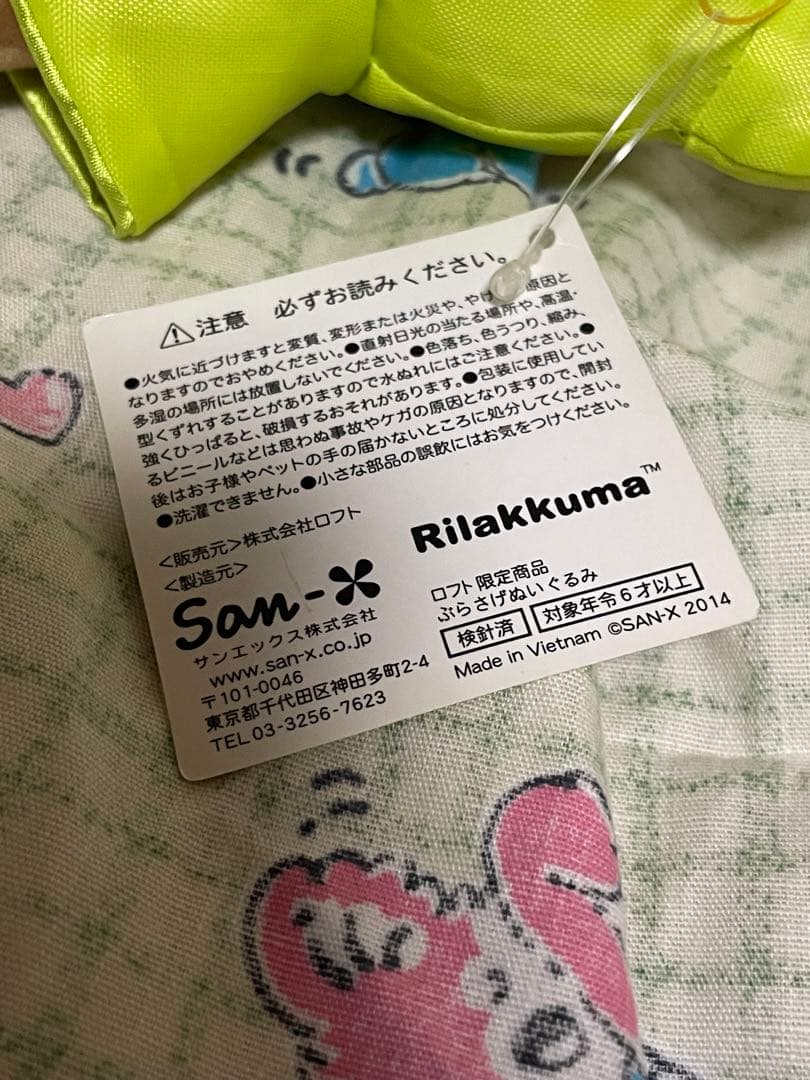 ⚠注意 必ずお読みください。
●火気に近づけますと変質、変形または火災や、やけ 原因と
なりますのでおやめください。●直射日光の当たる場所や、高温・
多湿の場所には放置しないでください。●色落ち、色うつり、縮み、
型くずれすることがありますので水ぬれにはご注意ください。●
強くひっぱると、破損するおそれがあります。●包装に使用してい
るビニールなどは思わぬ事故やケガの原因となりますので、開封
後はお子様やペットの手の届かないところに処分してください。
●洗濯できません。●小さな部品の誤飲にはお気をつけください。
<販売元>株式会社ロフト
<製造元>
San-X
サンエックス株式会社
www.san-x.co.jp
〒101-0046
東京都千代田区神田多町2-4
TEL 03-3256-7623
Rilakkuma™
ロフト限定商品
ぶらさげぬいぐるみ
検針済 対象年令6才以上
Made in Vietnam ©SAN-X 2014